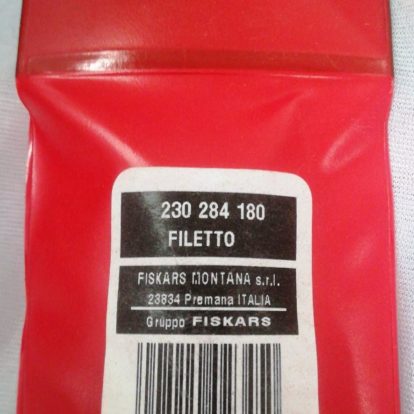 230 284 180
FILETTO
FISKARS MONTANA s.r.l.
23834 Premana ITALIA
Gruppo FISKARS